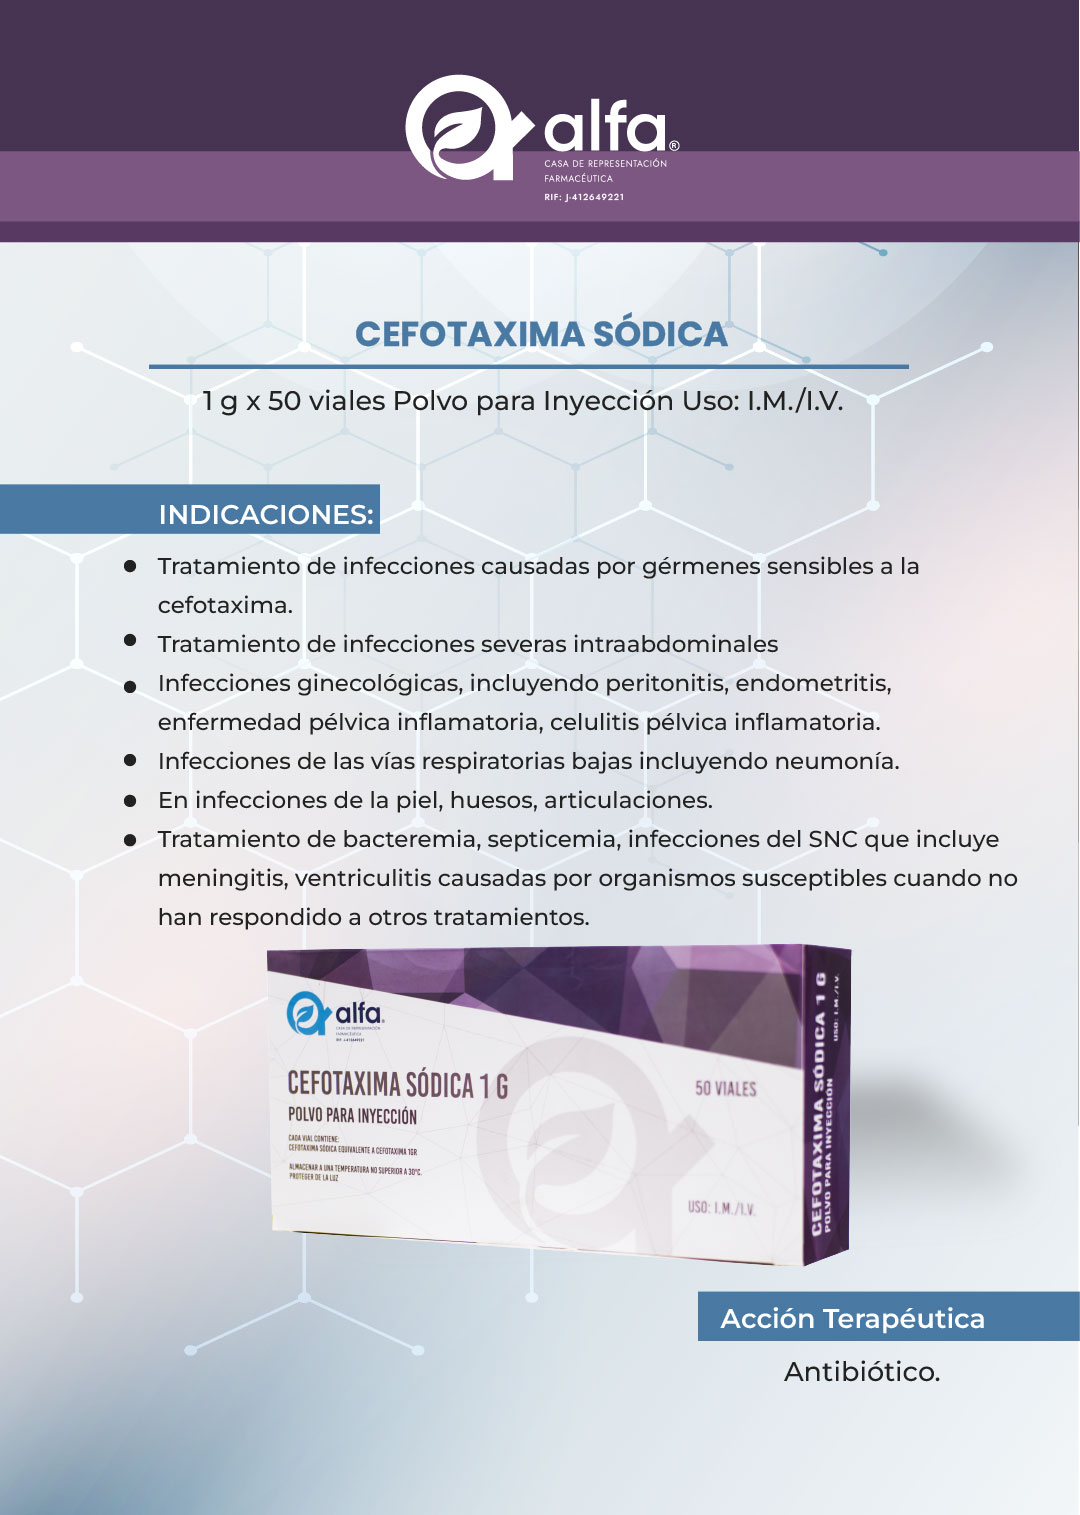 alfa®
CASA DE REPRESENTACIÓN
FARMACÉUTICA
RIF: J-412649221
CEFOTAXIMA SÓDICA
1 g x 50 viales Polvo para Inyección Uso: I.M./I.V.
INDICACIONES:
● Tratamiento de infecciones causadas por gérmenes sensibles a la
cefotaxima.
● Tratamiento de infecciones severas intraabdominales
● Infecciones ginecológicas, incluyendo peritonitis, endometritis,
enfermedad pélvica inflamatoria, celulitis pélvica inflamatoria.
● Infecciones de las vías respiratorias bajas incluyendo neumonía.
● En infecciones de la piel, huesos, articulaciones.
● Tratamiento de bacteremia, septicemia, infecciones del SNC que incluye
meningitis, ventriculitis causadas por organismos susceptibles cuando no
han respondido a otros tratamientos.
alfa®
CASA DE REPRESENTACIÓN
FARMACÉUTICA
RIF: J-412649221
CEFOTAXIMA SÓDICA 1 G
POLVO PARA INYECCIÓN
CADA VIAL CONTIENE:
CEFOTAXIMA SÓDICA EQUIVALENTE A CEFOTAXIMA 1GR
ALMACENAR A UNA TEMPERATURA NO SUPERIOR A 30°C.
PROTEGER DE LA LUZ
50 VIALES
USO: I.M./I.V.
CEFOTAXIMA SÓDICA 1 G
POLVO PARA INYECCIÓN
USO: I.M./I.V.
Acción Terapéutica
Antibiótico.